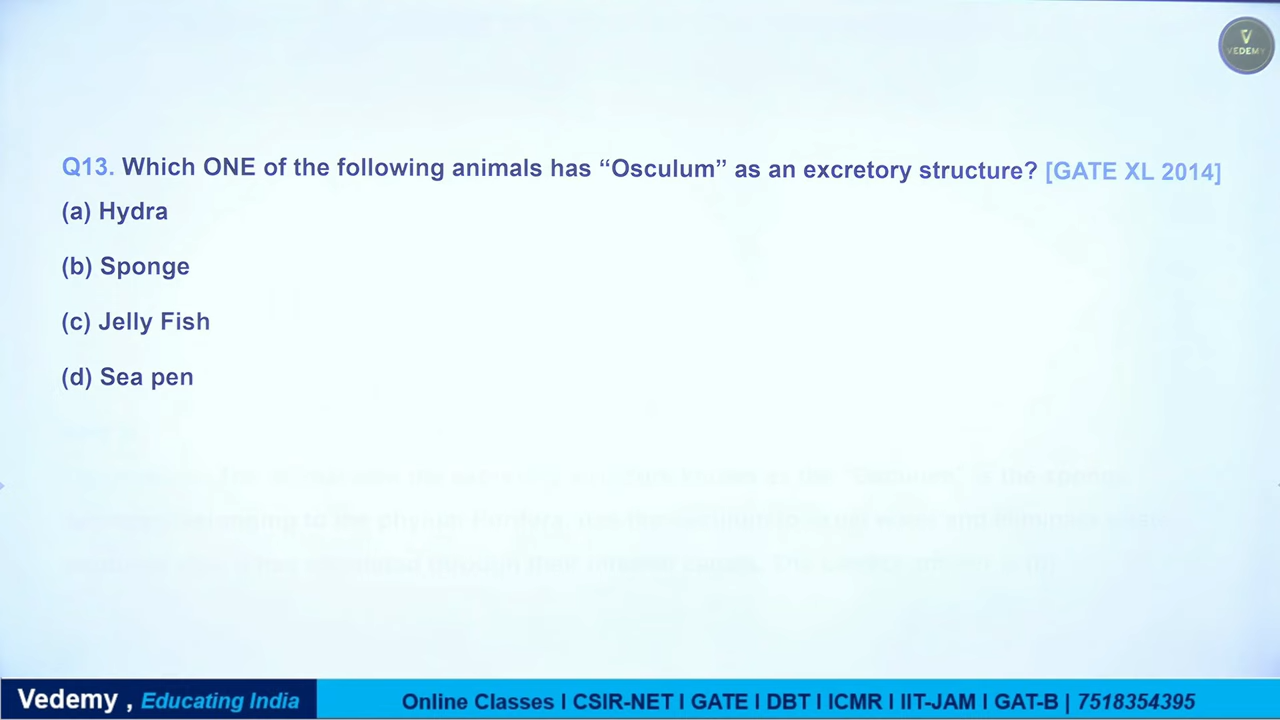 V
VEDEMY
Q13. Which ONE of the following animals has “Osculum” as an excretory structure? [GATE XL 2014]
(a) Hydra
(b) Sponge
(c) Jelly Fish
(d) Sea pen
Vedemy , Educating India
Online Classes I CSIR-NET I GATE I DBT I ICMR I IIT-JAM I GAT-B | 7518354395